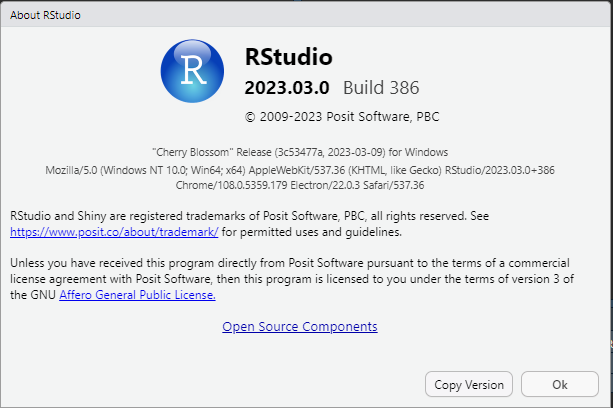 About RStudio
R
RStudio
2023.03.0 Build 386
© 2009-2023 Posit Software, PBC
"Cherry Blossom" Release (3c53477a, 2023-03-09) for Windows
Mozilla/5.0 (Windows NT 10.0; Win64; x64) AppleWebKit/537.36 (KHTML, like Gecko) RStudio/2023.03.0+386
Chrome/108.0.5359.179 Electron/22.0.3 Safari/537.36
RStudio and Shiny are registered trademarks of Posit Software, PBC, all rights reserved. See
https://www.posit.co/about/trademark/ for permitted uses and guidelines.
Unless you have received this program directly from Posit Software pursuant to the terms of a commercial
license agreement with Posit Software, then this program is licensed to you under the terms of version 3 of
the GNU Affero General Public License.
Open Source Components
Copy Version Ok